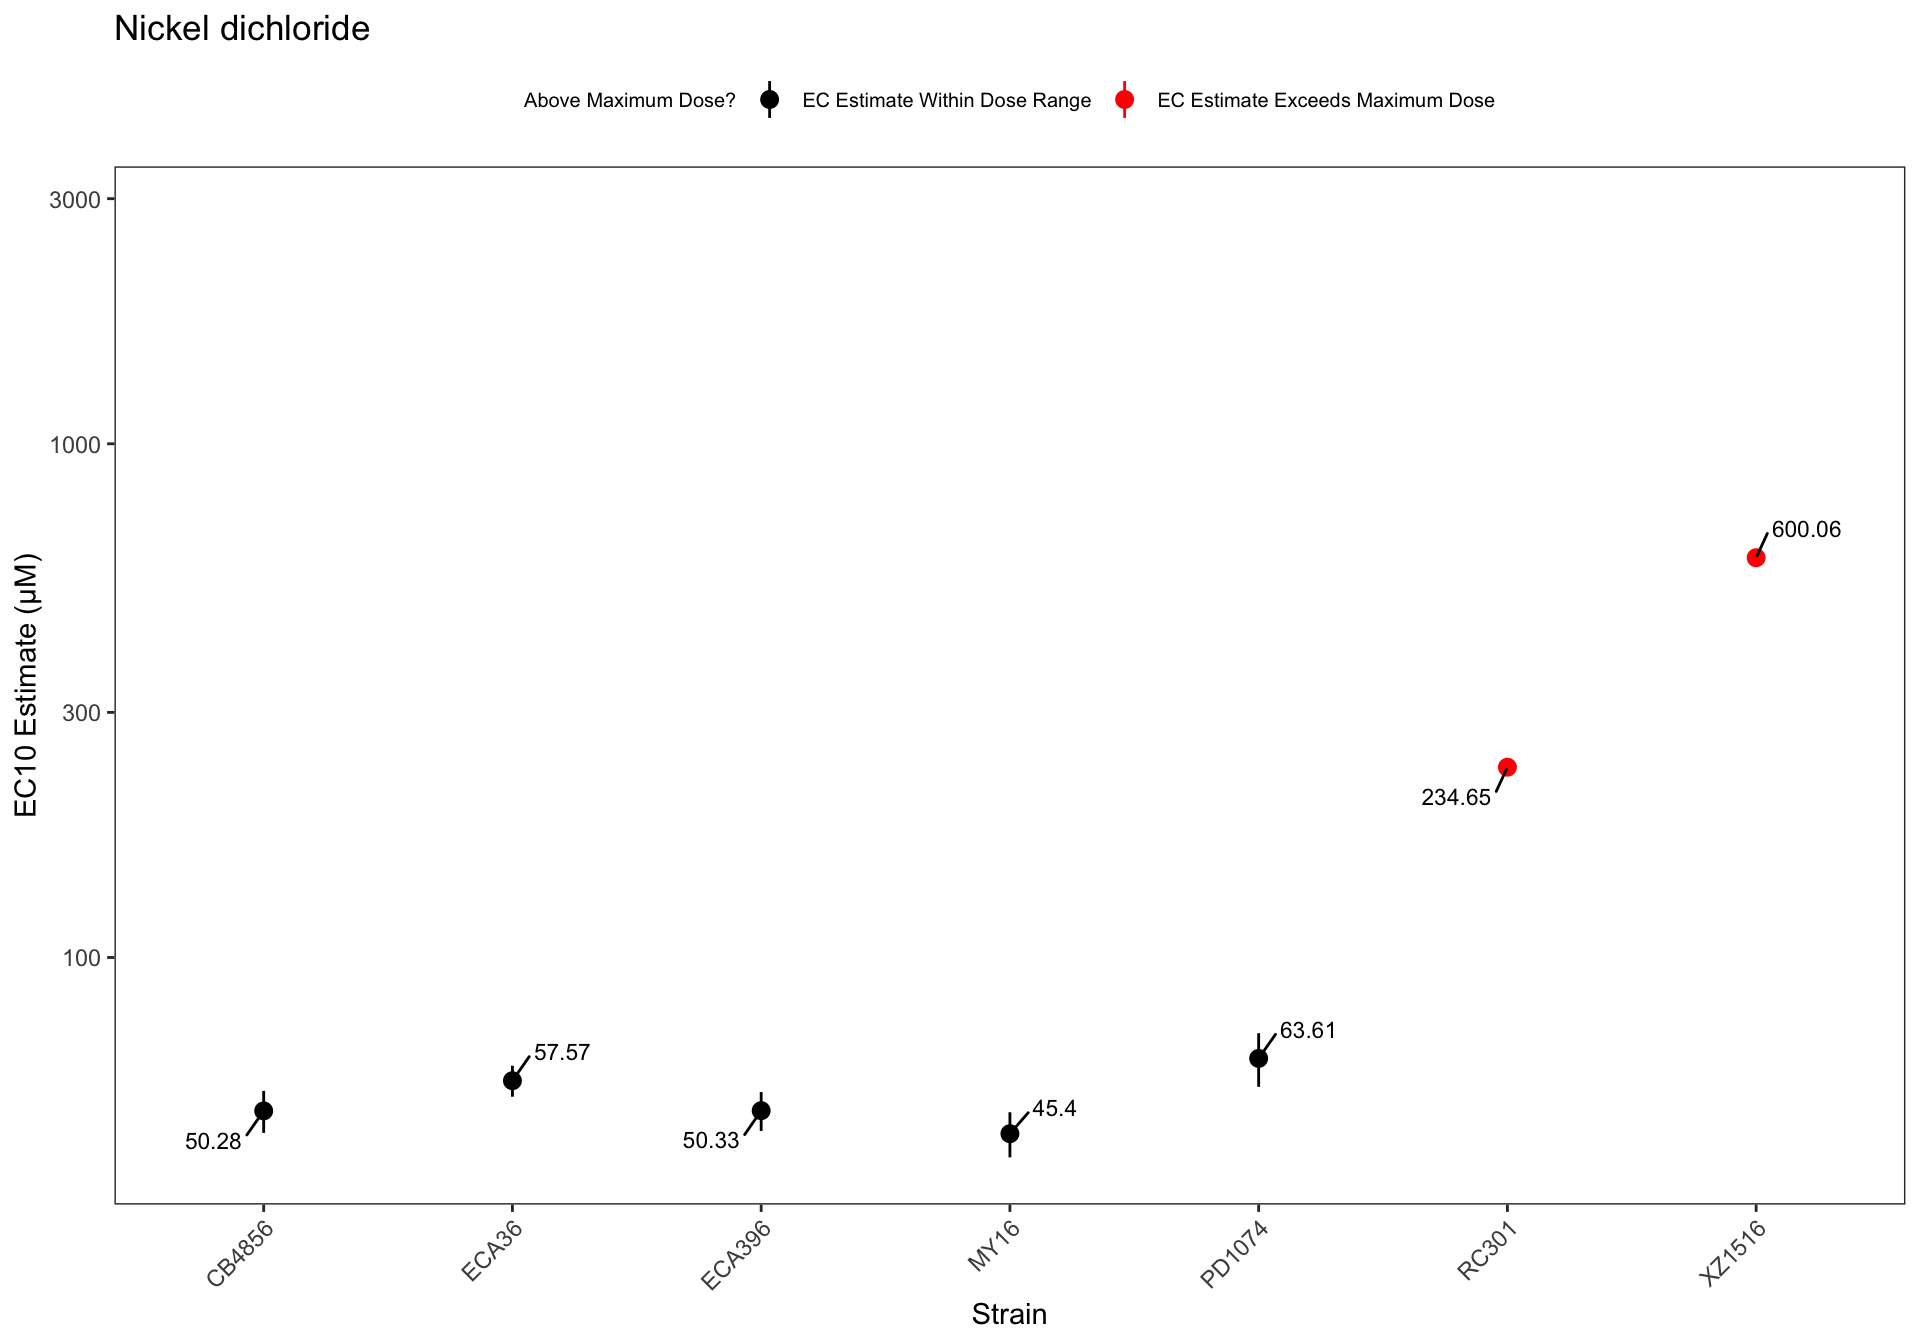 Nickel dichloride
Above Maximum Dose? EC Estimate Within Dose Range EC Estimate Exceeds Maximum Dose
EC10 Estimate (µM)
3000
1000
300
100
600.06
234.65
63.61
57.57
45.4
50.28
50.33
CB4856
ECA36
ECA396
MY16
PD1074
RC301
XZ1516
Strain